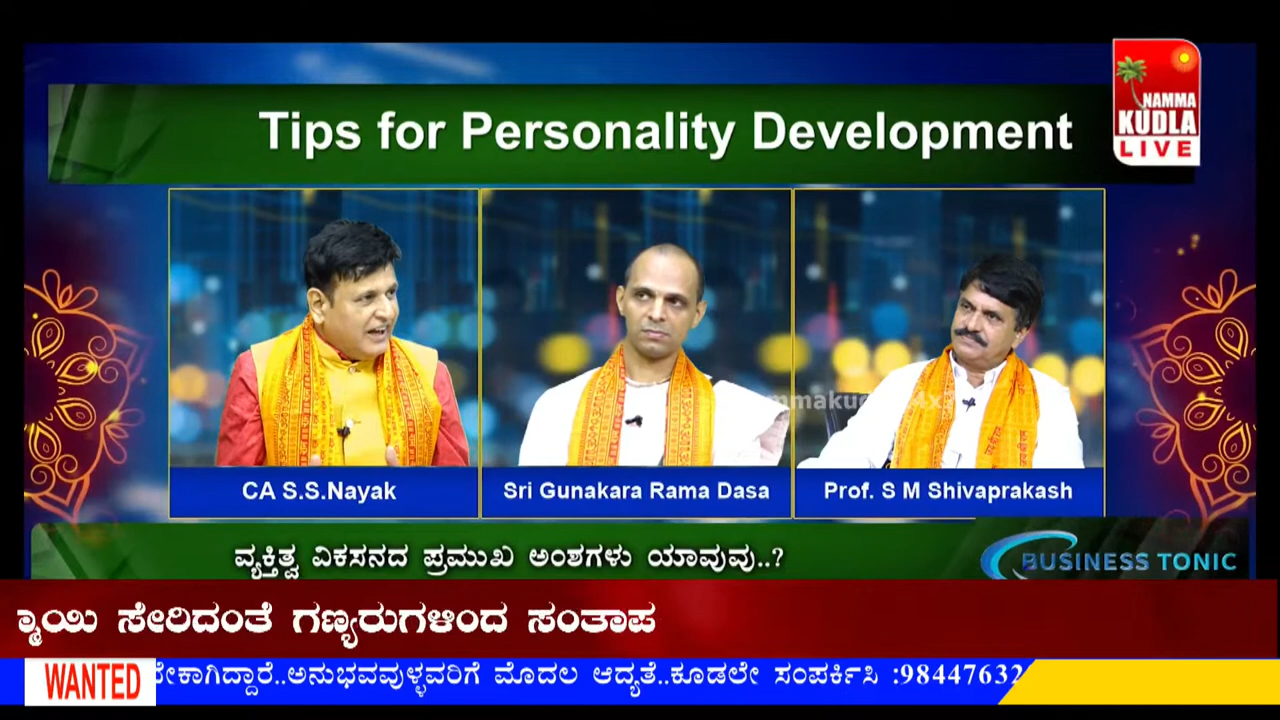 Tips for Personality Development
NAMMA
KUDLA
LIVE
CA S.S.Nayak
Sri Gunakara Rama Dasa
Prof. S M Shivaprakash
ವ್ಯಕ್ತಿತ್ವ ವಿಕಸನದ ಪ್ರಮುಖ ಅಂಶಗಳು ಯಾವುವು..?
BUSINESS TONIC
ಸೇರಿದಂತೆ ಗಣ್ಯರುಗಳಿಂದ ಸಂತಾಪ
WANTED
ಬೇಕಾಗಿದ್ದಾರೆ..ಅನುಭವವುಳ್ಳವರಿಗೆ ಮೊದಲ ಆದ್ಯತೆ..ಕೂಡಲೇ ಸಂಪರ್ಕಿಸಿ :98447632